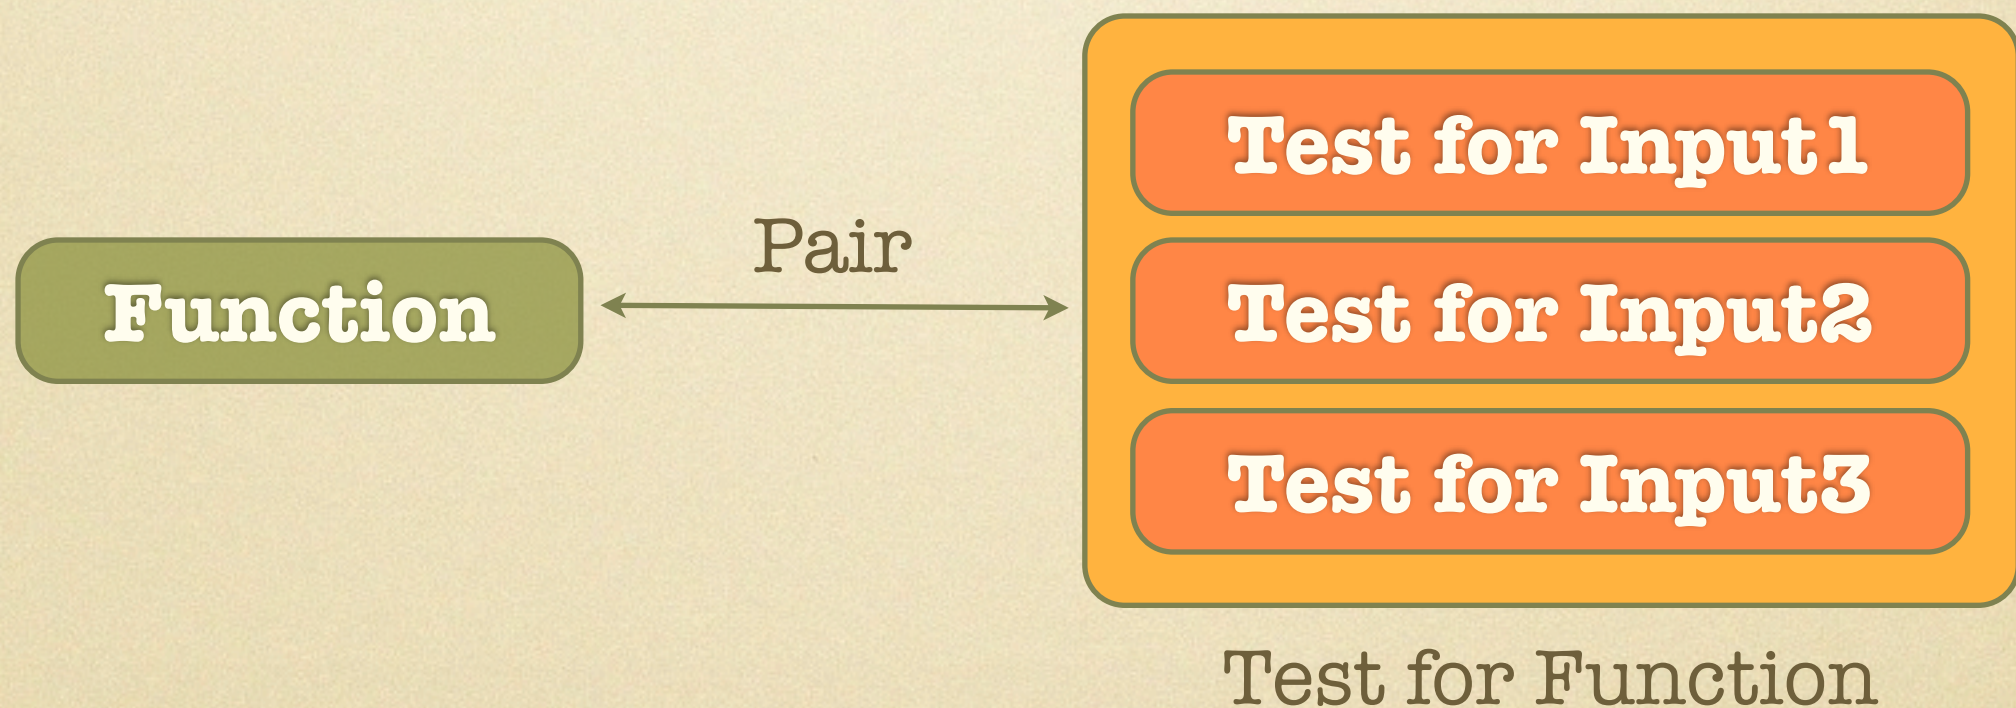 Function
Pair
Test for Input1
Test for Input2
Test for Input3
Test for Function